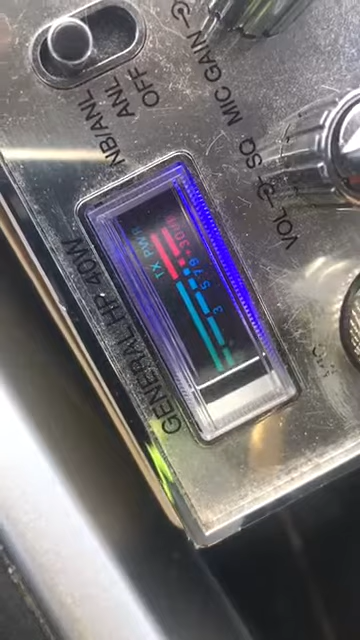 NB/ANL
ANL
OFF
MIC GAIN
VOL
SQ
3 5 7 9
TX PWR
GENERAL HP 40W